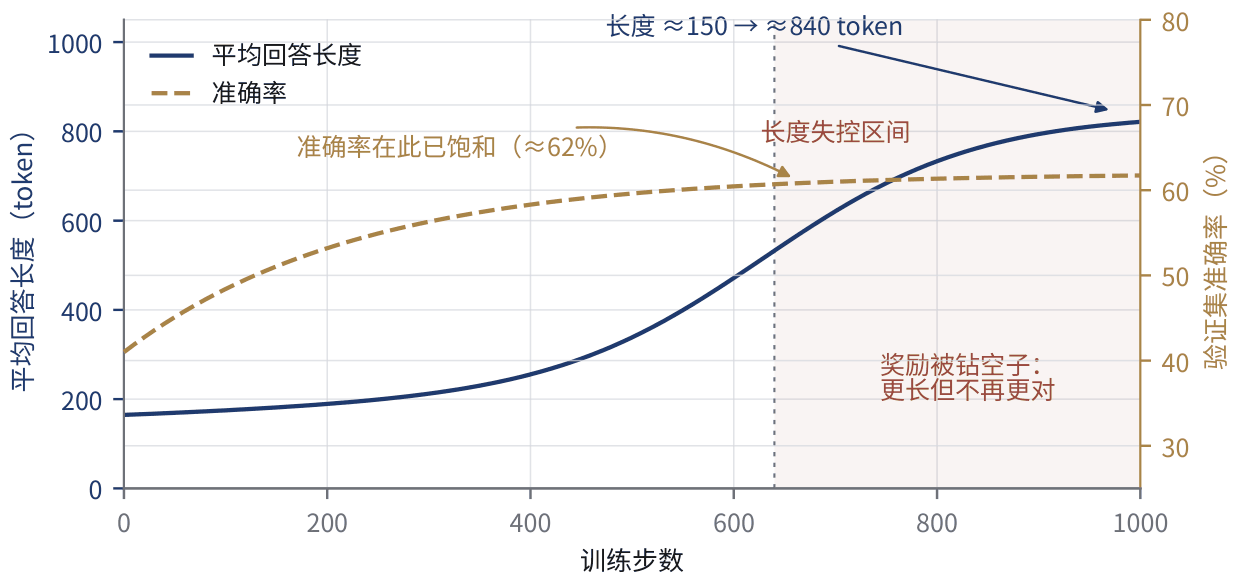 长度 ≈150 → ≈840 token
平均回答长度
准确率
准确率在此已饱和（≈62%）
长度失控区间
奖励被钻空子：
更长但不再更对
平均回答长度（token）
1000
800
600
400
200
0
验证集准确率（%）
80
70
60
50
40
30
0
200
400
600
800
1000
训练步数